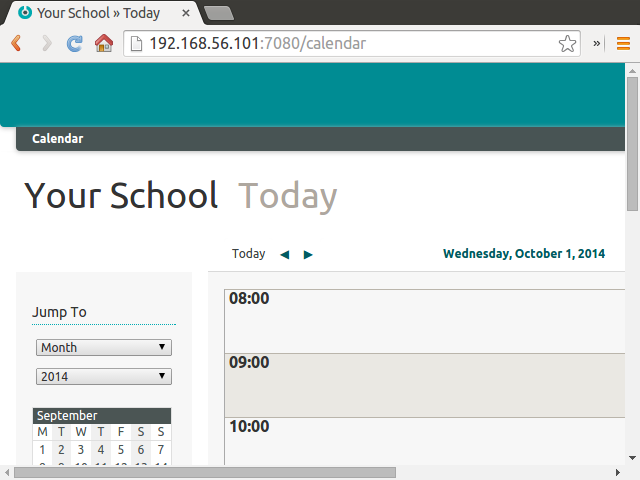 Your School » Today
192.168.56.101:7080/calendar
»
Calendar
Your School Today
Today
Wednesday, October 1, 2014
Jump To
Month
2014
September
M T W T F S S
1 2 3 4 5 6 7
08:00
09:00
10:00